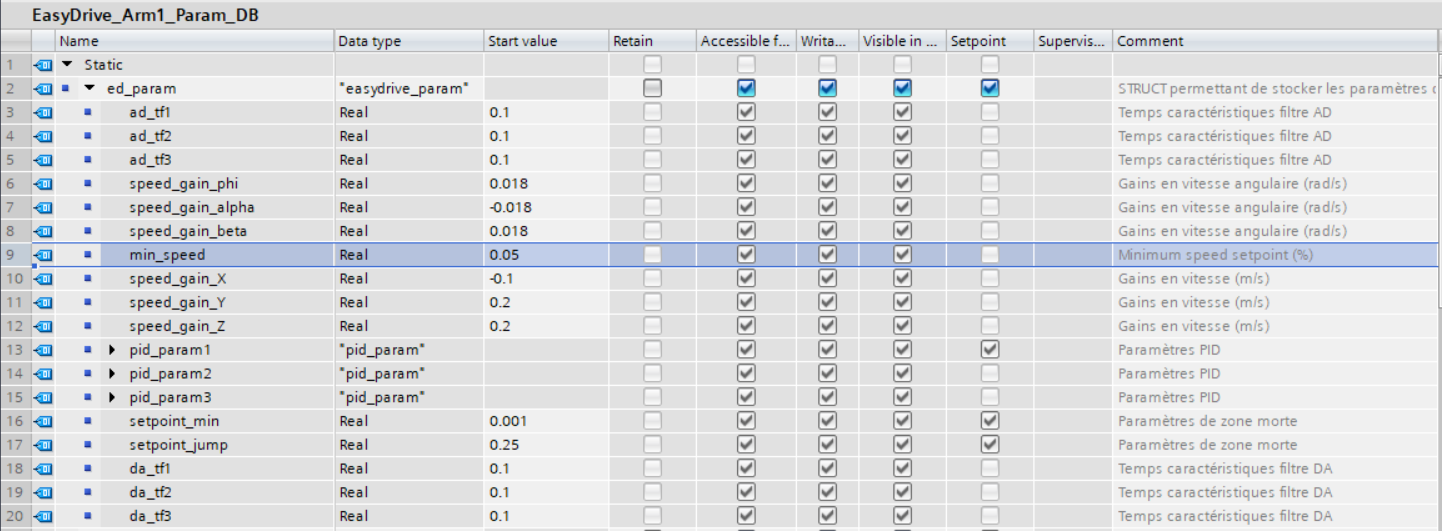 EasyDrive_Arm1_Param_DB
Name Data type Start value Retain Accessible f... Writa... Visible in ... Setpoint Supervis... Comment
1 Static
2 ed_param "easydrive_param" STRUCT permettant de stocker les paramètres
3 ad_tf1 Real 0.1 Temps caractéristiques filtre AD
4 ad_tf2 Real 0.1 Temps caractéristiques filtre AD
5 ad_tf3 Real 0.1 Temps caractéristiques filtre AD
6 speed_gain_phi Real 0.018 Gains en vitesse angulaire (rad/s)
7 speed_gain_alpha Real -0.018 Gains en vitesse angulaire (rad/s)
8 speed_gain_beta Real 0.018 Gains en vitesse angulaire (rad/s)
9 min_speed Real 0.05 Minimum speed setpoint (%)
10 speed_gain_X Real -0.1 Gains en vitesse (m/s)
11 speed_gain_Y Real 0.2 Gains en vitesse (m/s)
12 speed_gain_Z Real 0.2 Gains en vitesse (m/s)
13 pid_param1 "pid_param" Paramètres PID
14 pid_param2 "pid_param" Paramètres PID
15 pid_param3 "pid_param" Paramètres PID
16 setpoint_min Real 0.001 Paramètres de zone morte
17 setpoint_jump Real 0.25 Paramètres de zone morte
18 da_tf1 Real 0.1 Temps caractéristiques filtre DA
19 da_tf2 Real 0.1 Temps caractéristiques filtre DA
20 da_tf3 Real 0.1 Temps caractéristiques filtre DA